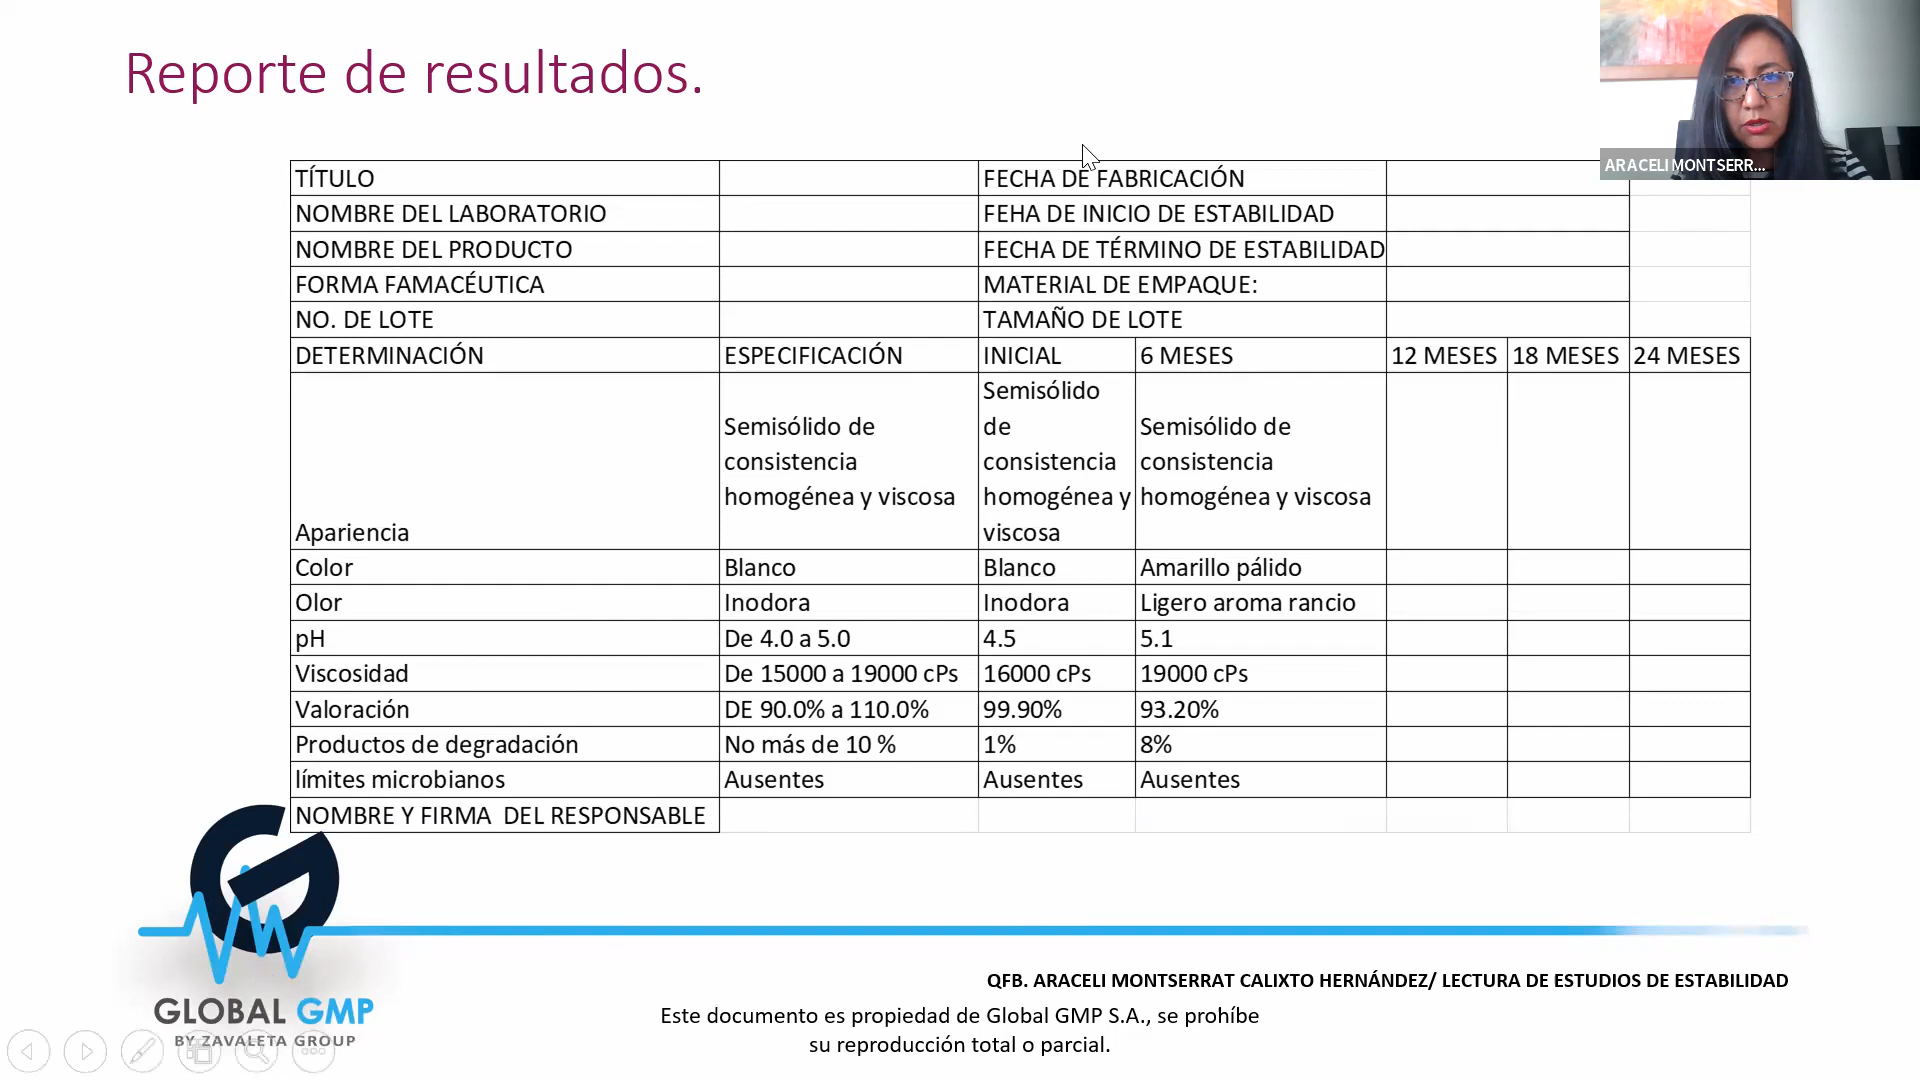 Reporte de resultados.
ARACELI MONTSERR...
TÍTULO FECHA DE FABRICACIÓN
NOMBRE DEL LABORATORIO FEHA DE INICIO DE ESTABILIDAD
NOMBRE DEL PRODUCTO FECHA DE TÉRMINO DE ESTABILIDAD
FORMA FAMACÉUTICA MATERIAL DE EMPAQUE:
NO. DE LOTE TAMAÑO DE LOTE
DETERMINACIÓN ESPECIFICACIÓN INICIAL 6 MESES 12 MESES 18 MESES 24 MESES
Apariencia
Semisólido de
consistencia
homogénea y viscosa
Semisólido
de
consistencia
homogénea y
viscosa
Semisólido de
consistencia
homogénea y viscosa
Color Blanco Blanco Amarillo pálido
Olor Inodora Inodora Ligero aroma rancio
pH De 4.0 a 5.0 4.5 5.1
Viscosidad De 15000 a 19000 cPs 16000 cPs 19000 cPs
Valoración DE 90.0% a 110.0% 99.90% 93.20%
Productos de degradación No más de 10 % 1% 8%
límites microbianos Ausentes Ausentes Ausentes
NOMBRE Y FIRMA DEL RESPONSABLE
GLOBAL GMP
BY ZAVALETA GROUP
QFB. ARACELI MONTSERRAT CALIXTO HERNÁNDEZ/ LECTURA DE ESTUDIOS DE ESTABILIDAD
Este documento es propiedad de Global GMP S.A., se prohíbe
su reproducción total o parcial.